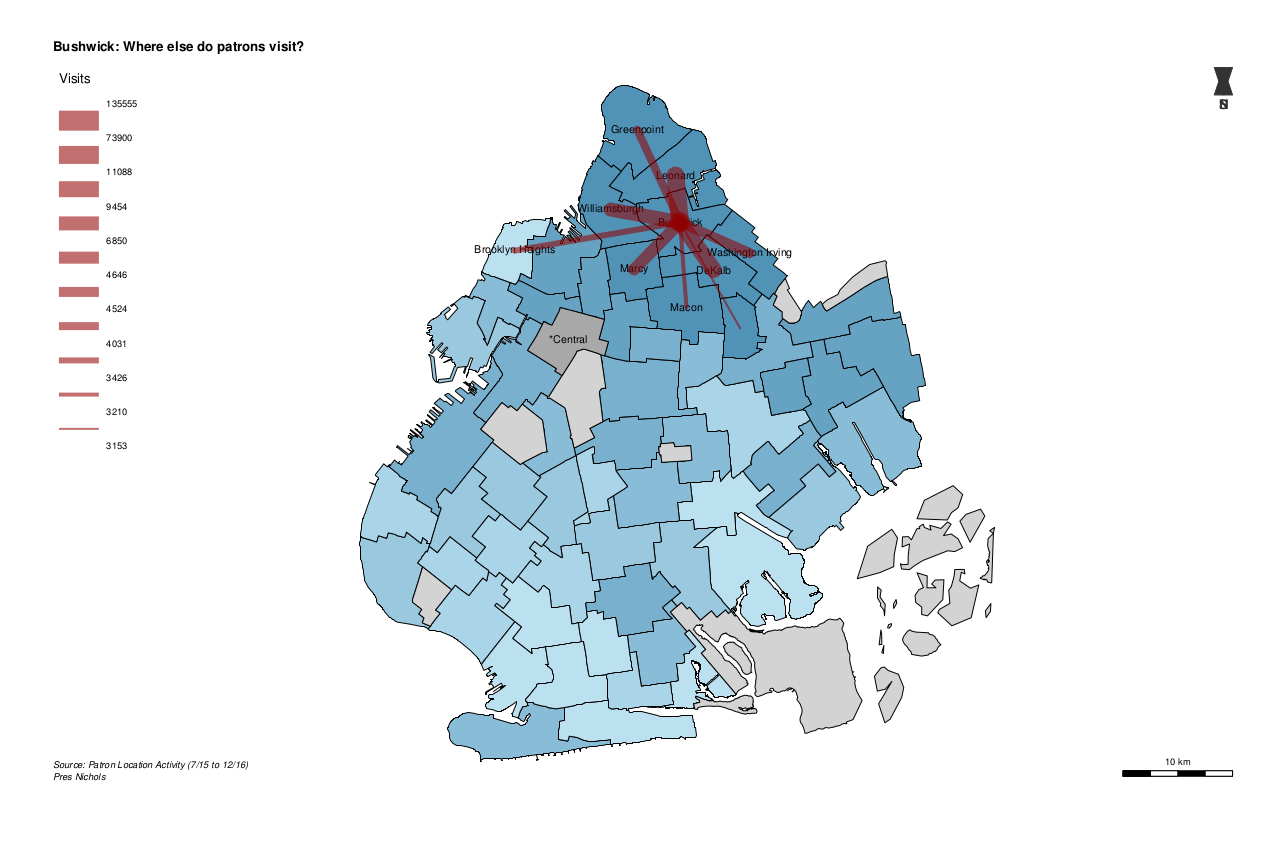 Bushwick: Where else do patrons visit?
Visits
135555
73900
11088
9454
6850
4646
4524
4031
3426
3210
3153
N
Greenpoint
Leonard
Williamsburgh
Bushwick
Brooklyn Heights
Washington Irving
Marcy
DeKalb
Macon
*Central
Source: Patron Location Activity (7/15 to 12/16)
Pres Nichols
10 km